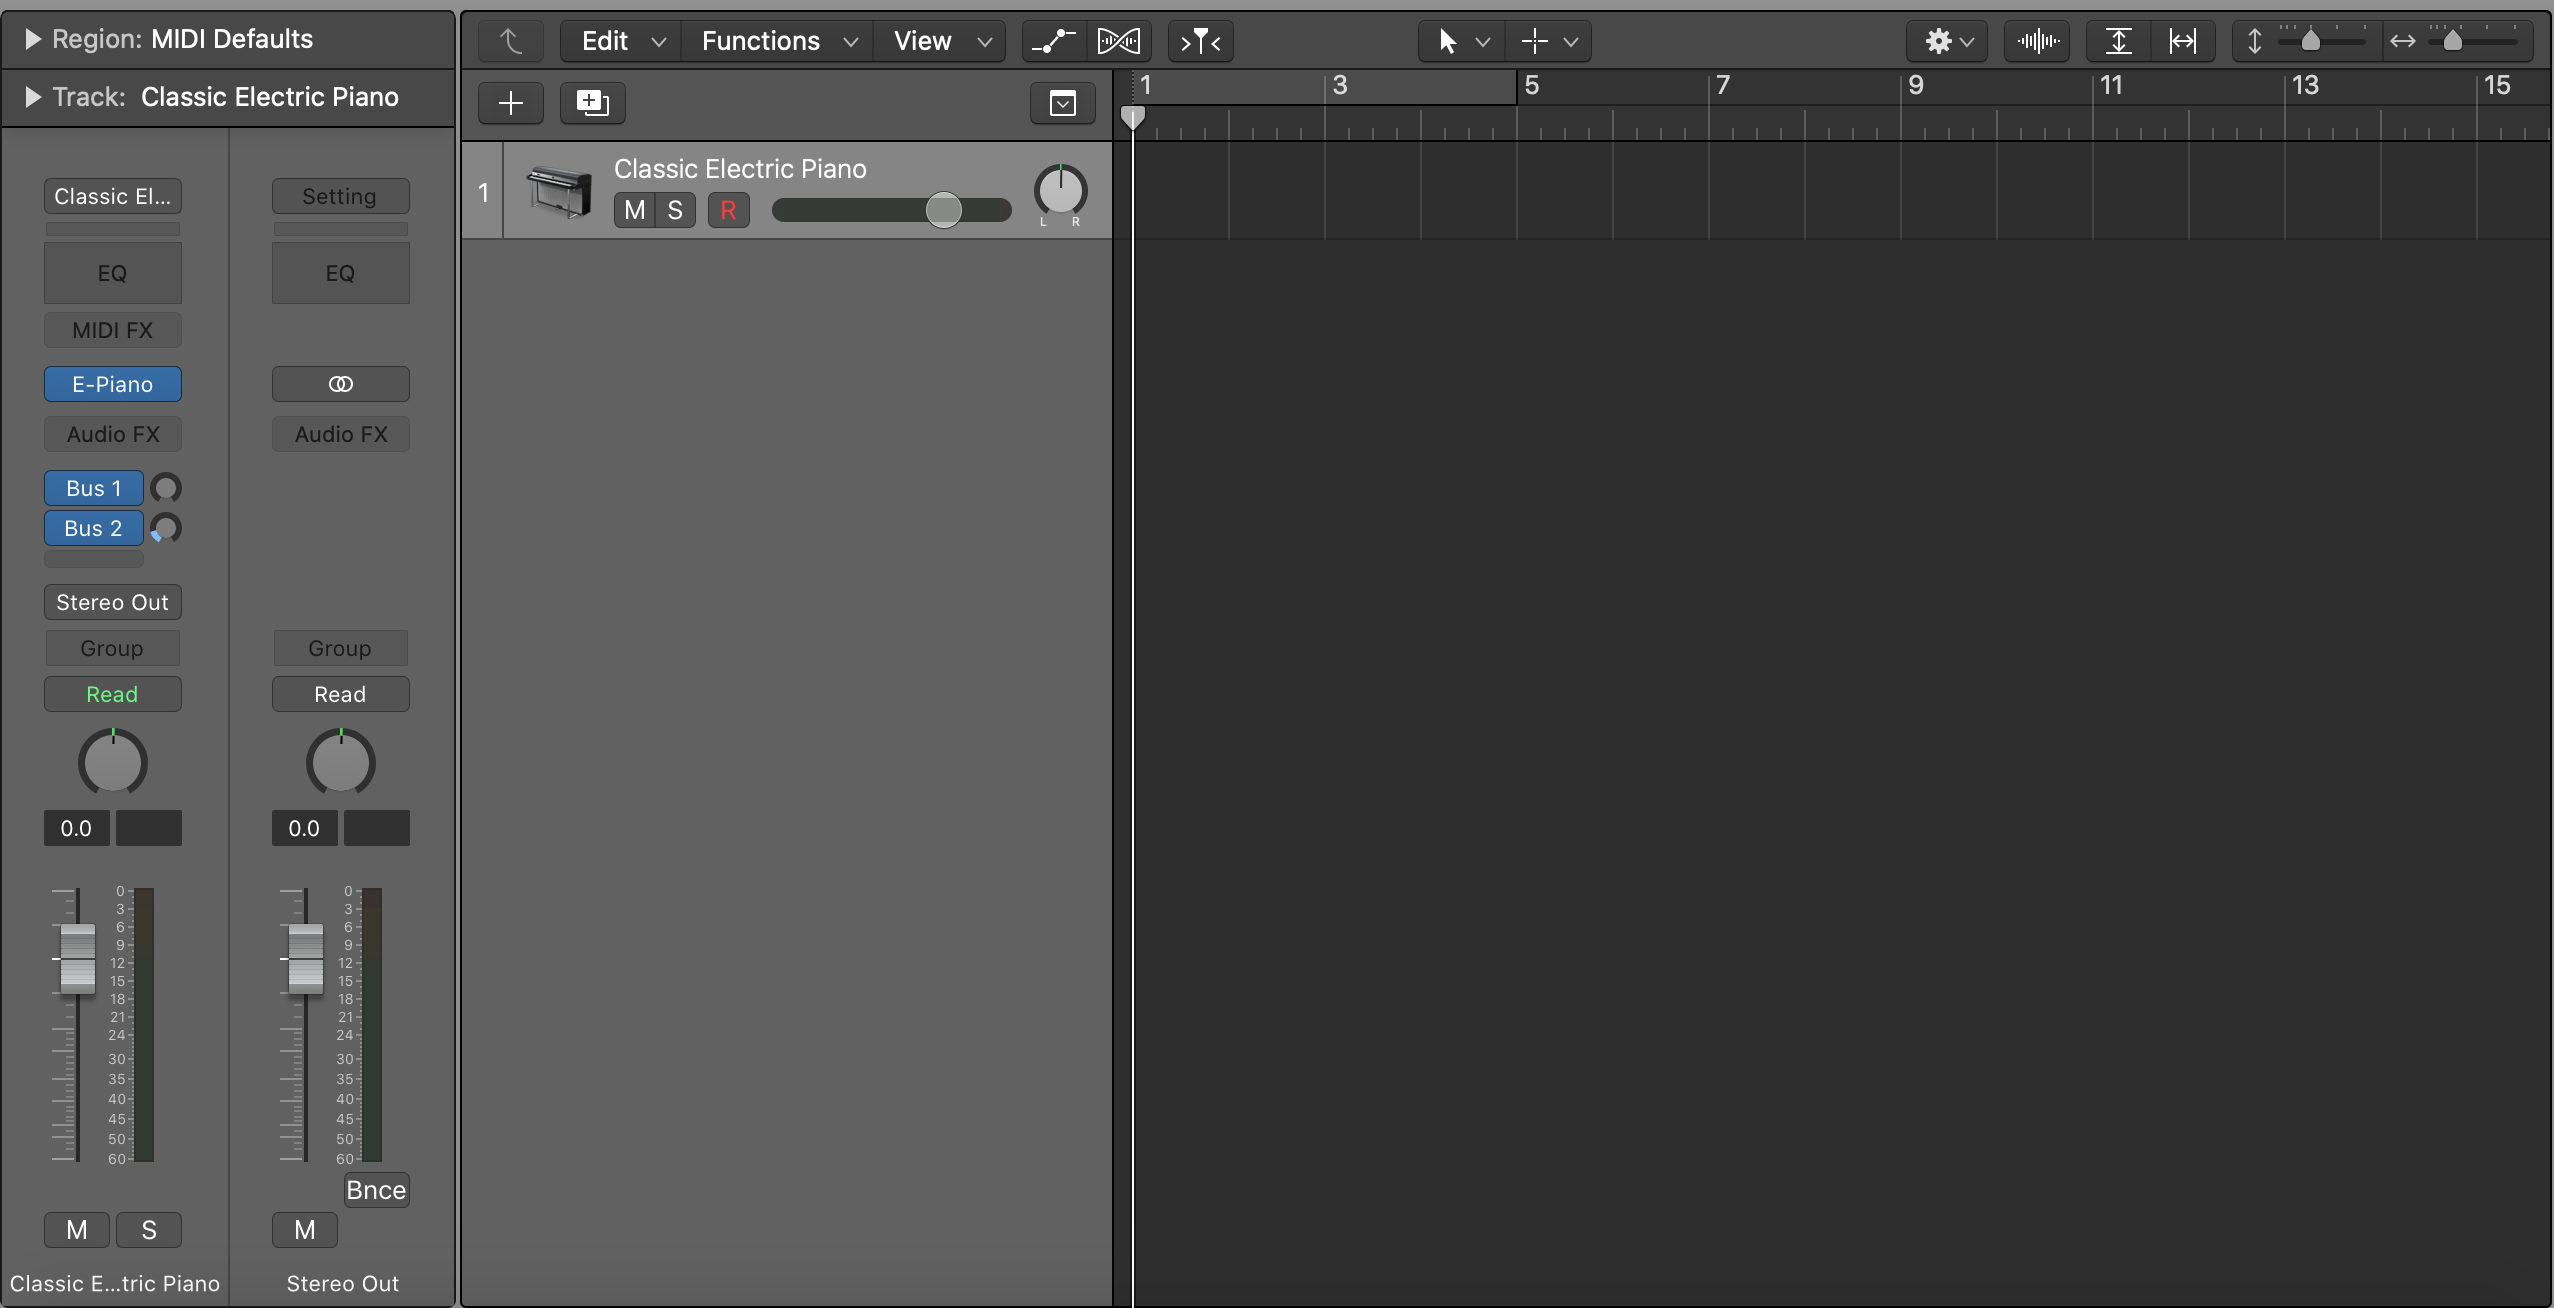 Region: MIDI Defaults
Track: Classic Electric Piano
Edit
Functions
View
1
3
5
7
9
11
13
15
1
Classic Electric Piano
M S R
L R
Classic El...
EQ
MIDI FX
E-Piano
Audio FX
Bus 1
Bus 2
Stereo Out
Group
Read
0.0
0
3
6
9
12
15
18
21
24
30
35
40
45
50
60
M S
Classic E...tric Piano
Setting
EQ
Audio FX
Group
Read
0.0
0
3
6
9
12
15
18
21
24
30
35
40
45
50
60
Bnce
M
Stereo Out